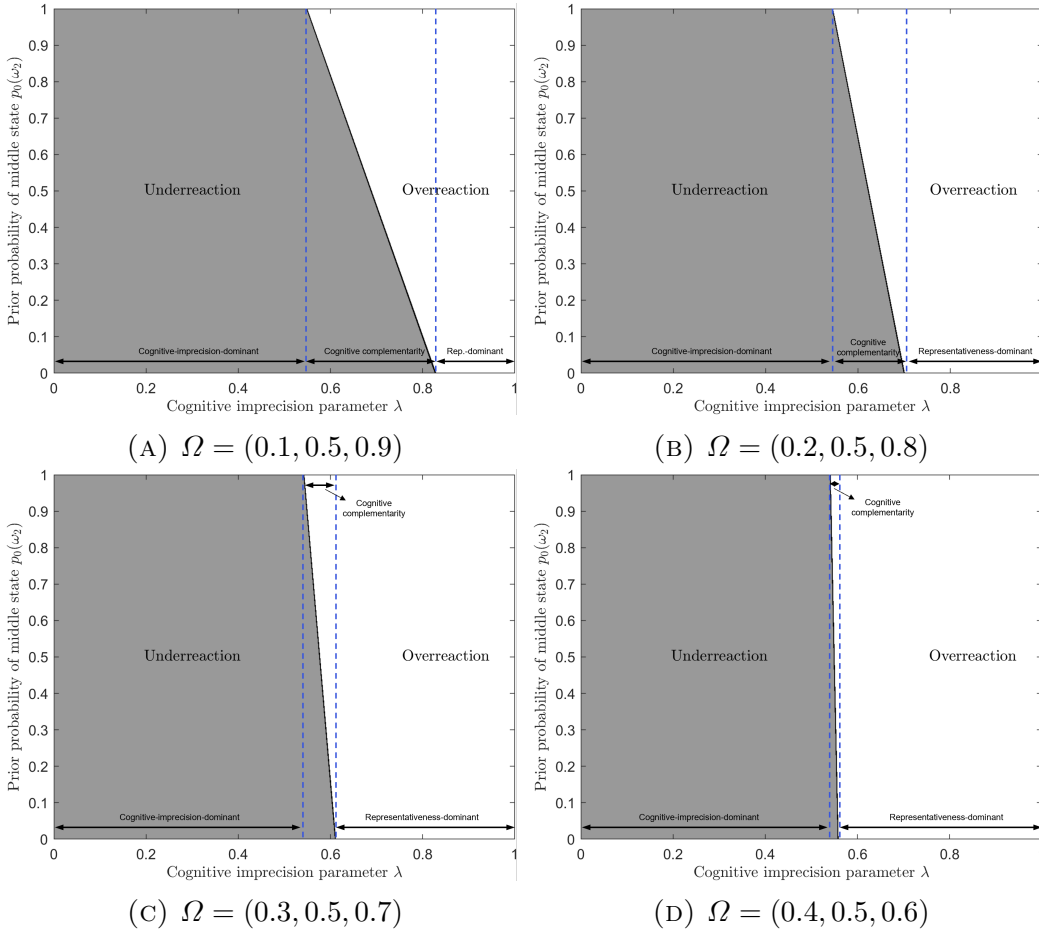 Prior probability of middle state p₀(ω₂)
1
0.9
0.8
0.7
0.6
0.5
0.4
0.3
0.2
0.1
0
Underreaction
Overreaction
Cognitive-imprecision-dominant
Cognitive complementarity
Rep.-dominant
0 0.2 0.4 0.6 0.8 1
Cognitive imprecision parameter λ
(A) Ω = (0.1, 0.5, 0.9)
Prior probability of middle state p₀(ω₂)
1
0.9
0.8
0.7
0.6
0.5
0.4
0.3
0.2
0.1
0
Underreaction
Overreaction
Cognitive-imprecision-dominant
Cognitive
complementarity
Representativeness-dominant
0 0.2 0.4 0.6 0.8
Cognitive imprecision parameter λ
(B) Ω = (0.2, 0.5, 0.8)
Prior probability of middle state p₀(ω₂)
1
0.9
0.8
0.7
0.6
0.5
0.4
0.3
0.2
0.1
0
Cognitive
complementarity
Underreaction
Overreaction
Cognitive-imprecision-dominant
Representativeness-dominant
0 0.2 0.4 0.6 0.8 1
Cognitive imprecision parameter λ
(C) Ω = (0.3, 0.5, 0.7)
Prior probability of middle state p₀(ω₂)
1
0.9
0.8
0.7
0.6
0.5
0.4
0.3
0.2
0.1
0
Cognitive
complementarity
Underreaction
Overreaction
Cognitive-imprecision-dominant
Representativeness-dominant
0 0.2 0.4 0.6 0.8
Cognitive imprecision parameter λ
(D) Ω = (0.4, 0.5, 0.6)